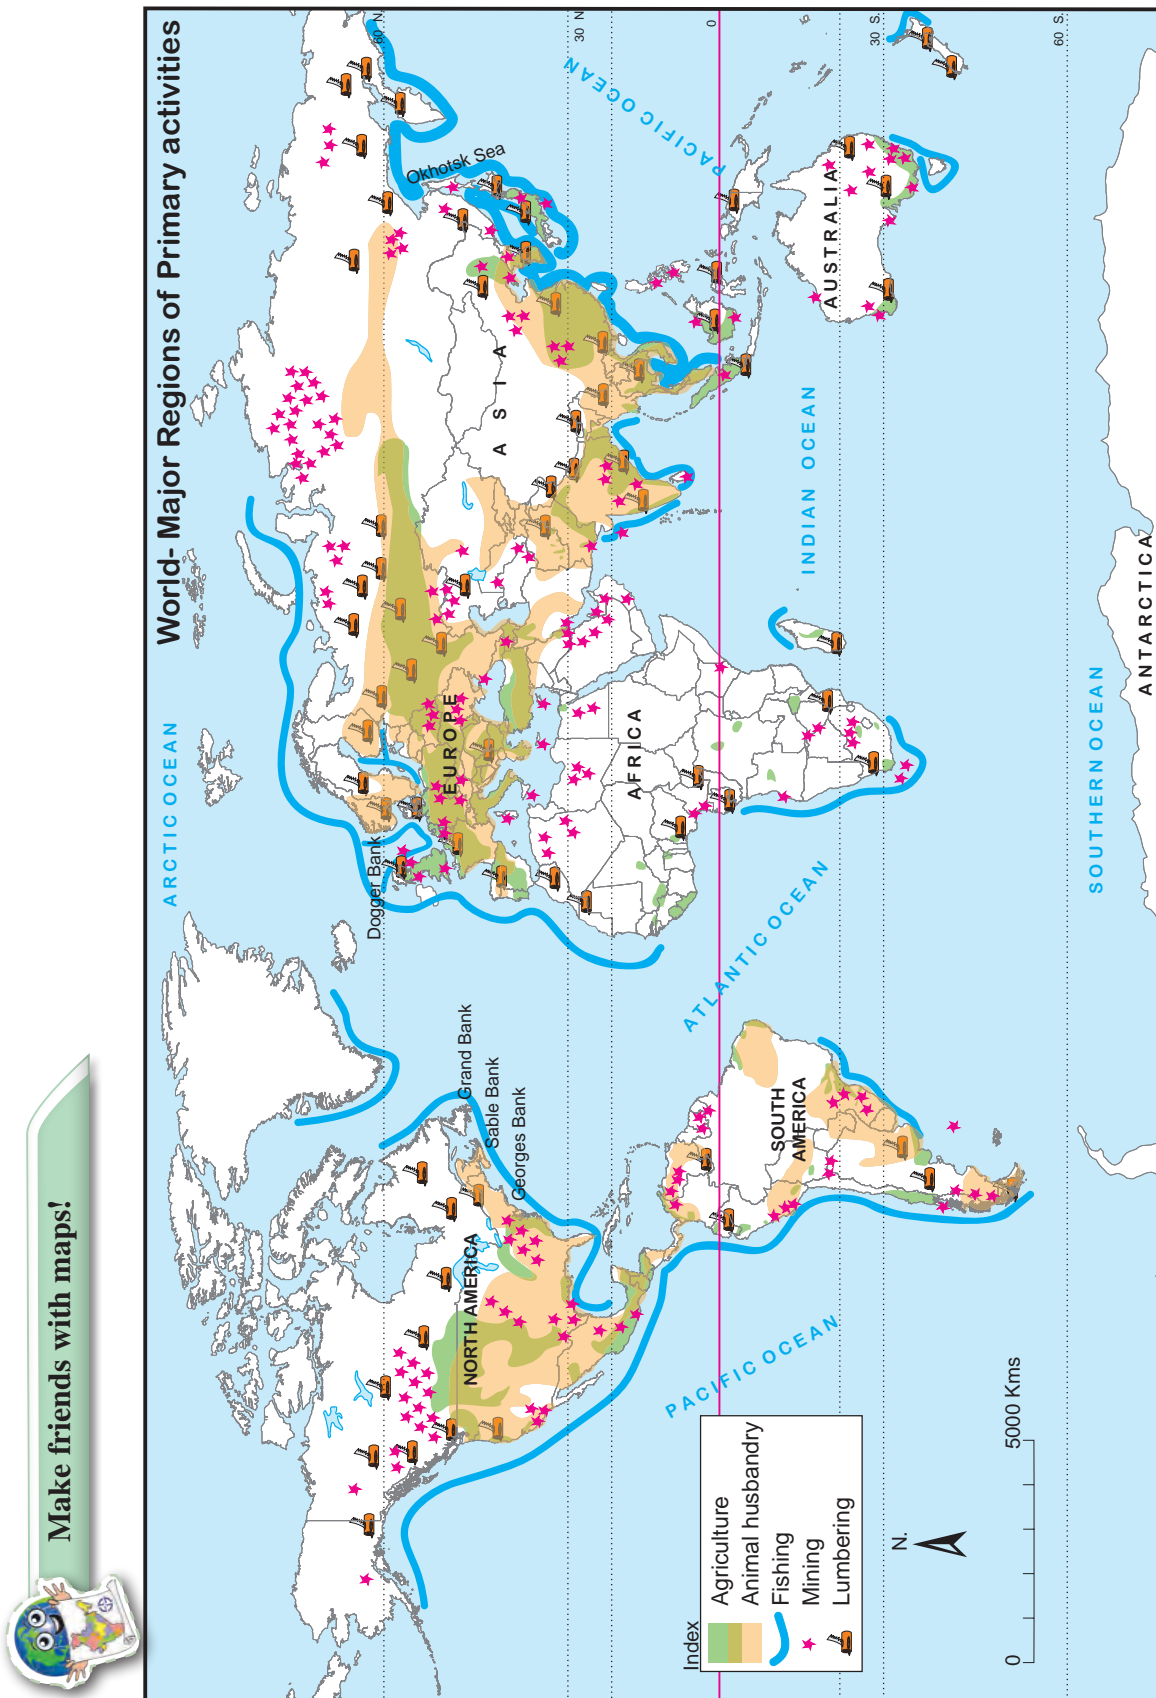 Make friends with maps!
World- Major Regions of Primary activities
ARCTIC OCEAN
60 N.
Okhotsk Sea
Dogger Bank
EUROPE
ASIA
Grand Bank
Sable Bank
Georges Bank
NORTH AMERICA
30 N
PACIFIC OCEAN
AFRICA
ATLANTIC OCEAN
0
SOUTH
AMERICA
PACIFIC OCEAN
INDIAN OCEAN
AUSTRALIA
30 S.
60 S.
SOUTHERN OCEAN
ANTARCTICA
Index
Agriculture
Animal husbandry
Fishing
Mining
Lumbering
N.
0
5000 Kms